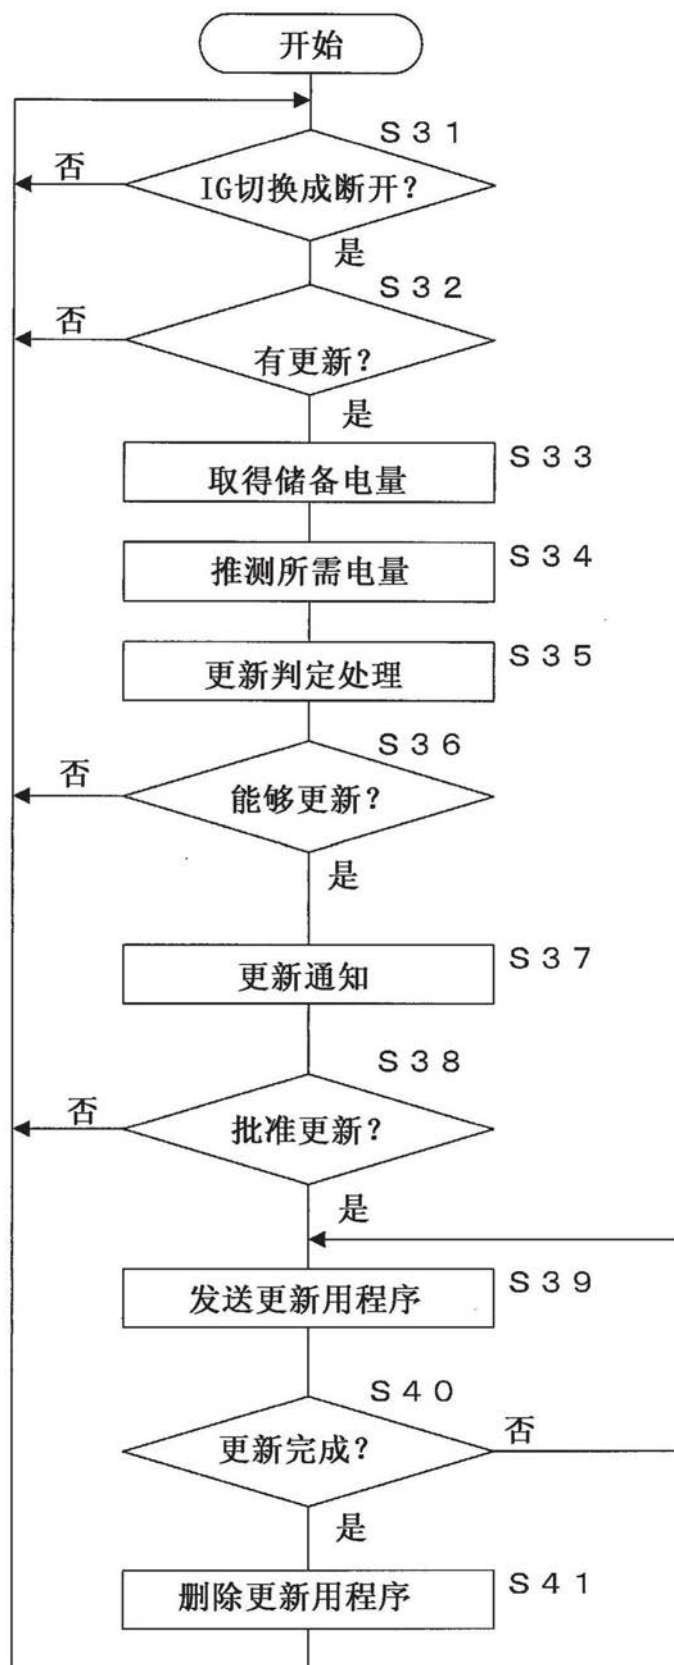 开始
S31
否
IG切换成断开？
是
S32
否
有更新？
是
S33
取得储备电量
S34
推测所需电量
S35
更新判定处理
S36
否
能够更新？
是
S37
更新通知
S38
否
批准更新？
是
S39
发送更新用程序
S40
更新完成？
否
是
S41
删除更新用程序